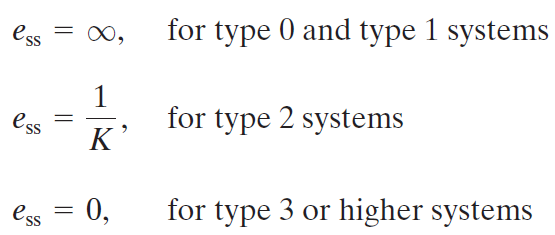 e_ss = ∞, for type 0 and type 1 systems
e_ss = 1/K, for type 2 systems
e_ss = 0, for type 3 or higher systems